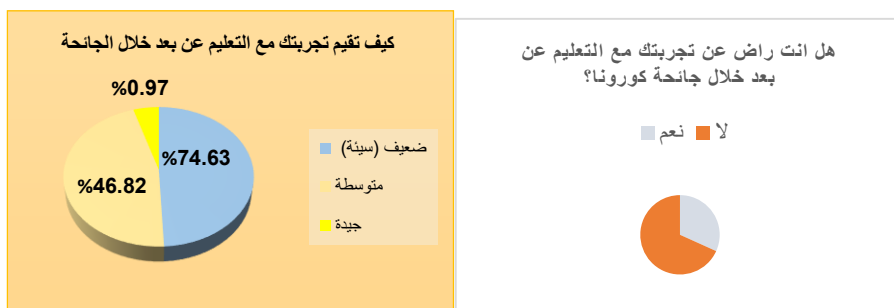 هل انت راض عن تجربتك مع التعليم عن
بعد خلال جائحة كورونا؟
لا
نعم
كيف تقيم تجربتك مع التعليم عن بعد خلال الجائحة
%0.97
%74.63
%46.82
ضعيف (سيئة)
متوسطة
جيدة